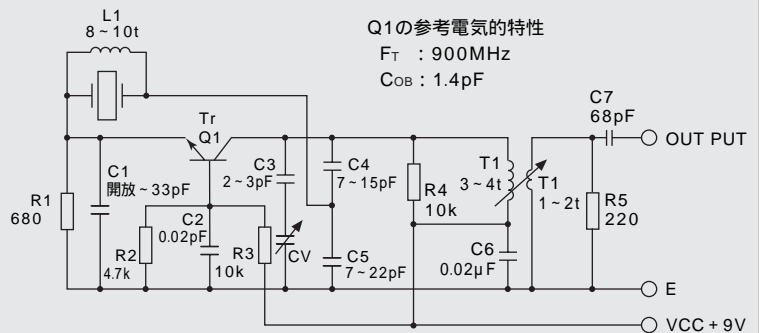 L1
8～10t
Q1の参考電気的特性
FT ：900MHz
COB：1.4pF
C7
68pF
OUT PUT
Tr
Q1
C1
開放～33pF
C3
2～3pF
C4
7～15pF
R4
10k
T1
3～4t
T1
1～2t
R1
680
R5
220
R2
4.7k
C2
0.02pF
10k
R3
CV
C5
7～22pF
C6
0.02μF
E
VCC+9V